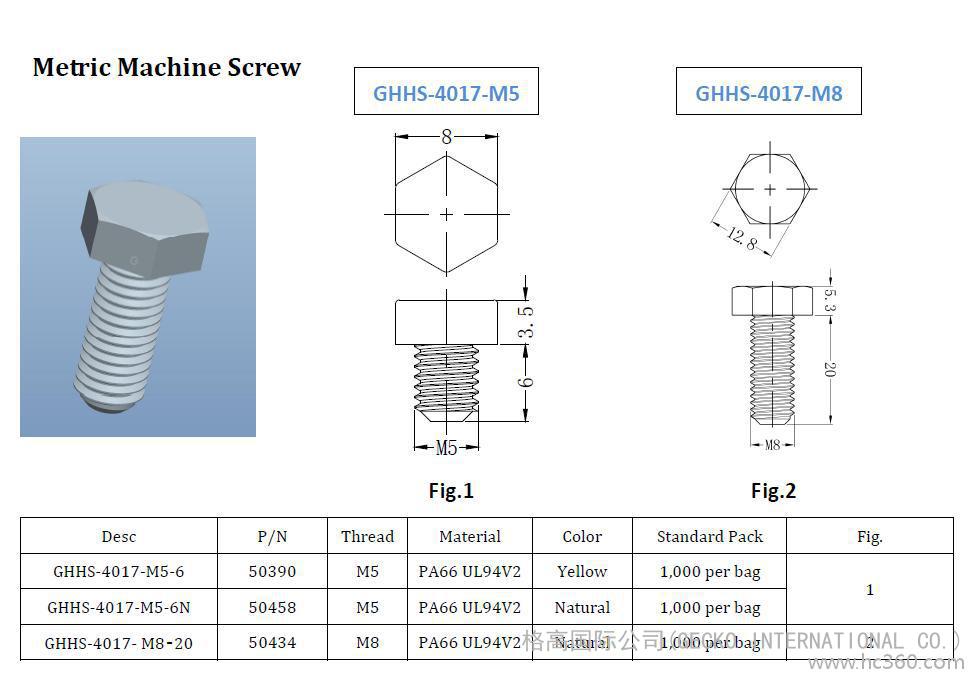 Metric Machine Screw
GHHS-4017-M5
GHHS-4017-M8
8
12.8
3.5
6
M5
5.3
20
M8
G
Fig.1
Fig.2
Desc P/N Thread Material Color Standard Pack Fig.
GHHS-4017-M5-6 50390 M5 PA66 UL94V2 Yellow 1,000 per bag 1
GHHS-4017-M5-6N 50458 M5 PA66 UL94V2 Natural 1,000 per bag
GHHS-4017- M8-20 50434 M8 PA66 UL94V2 Natural 1,000 per bag 2
格高国际公司(GECKO INTERNATIONAL CO.)
www.hc360.com